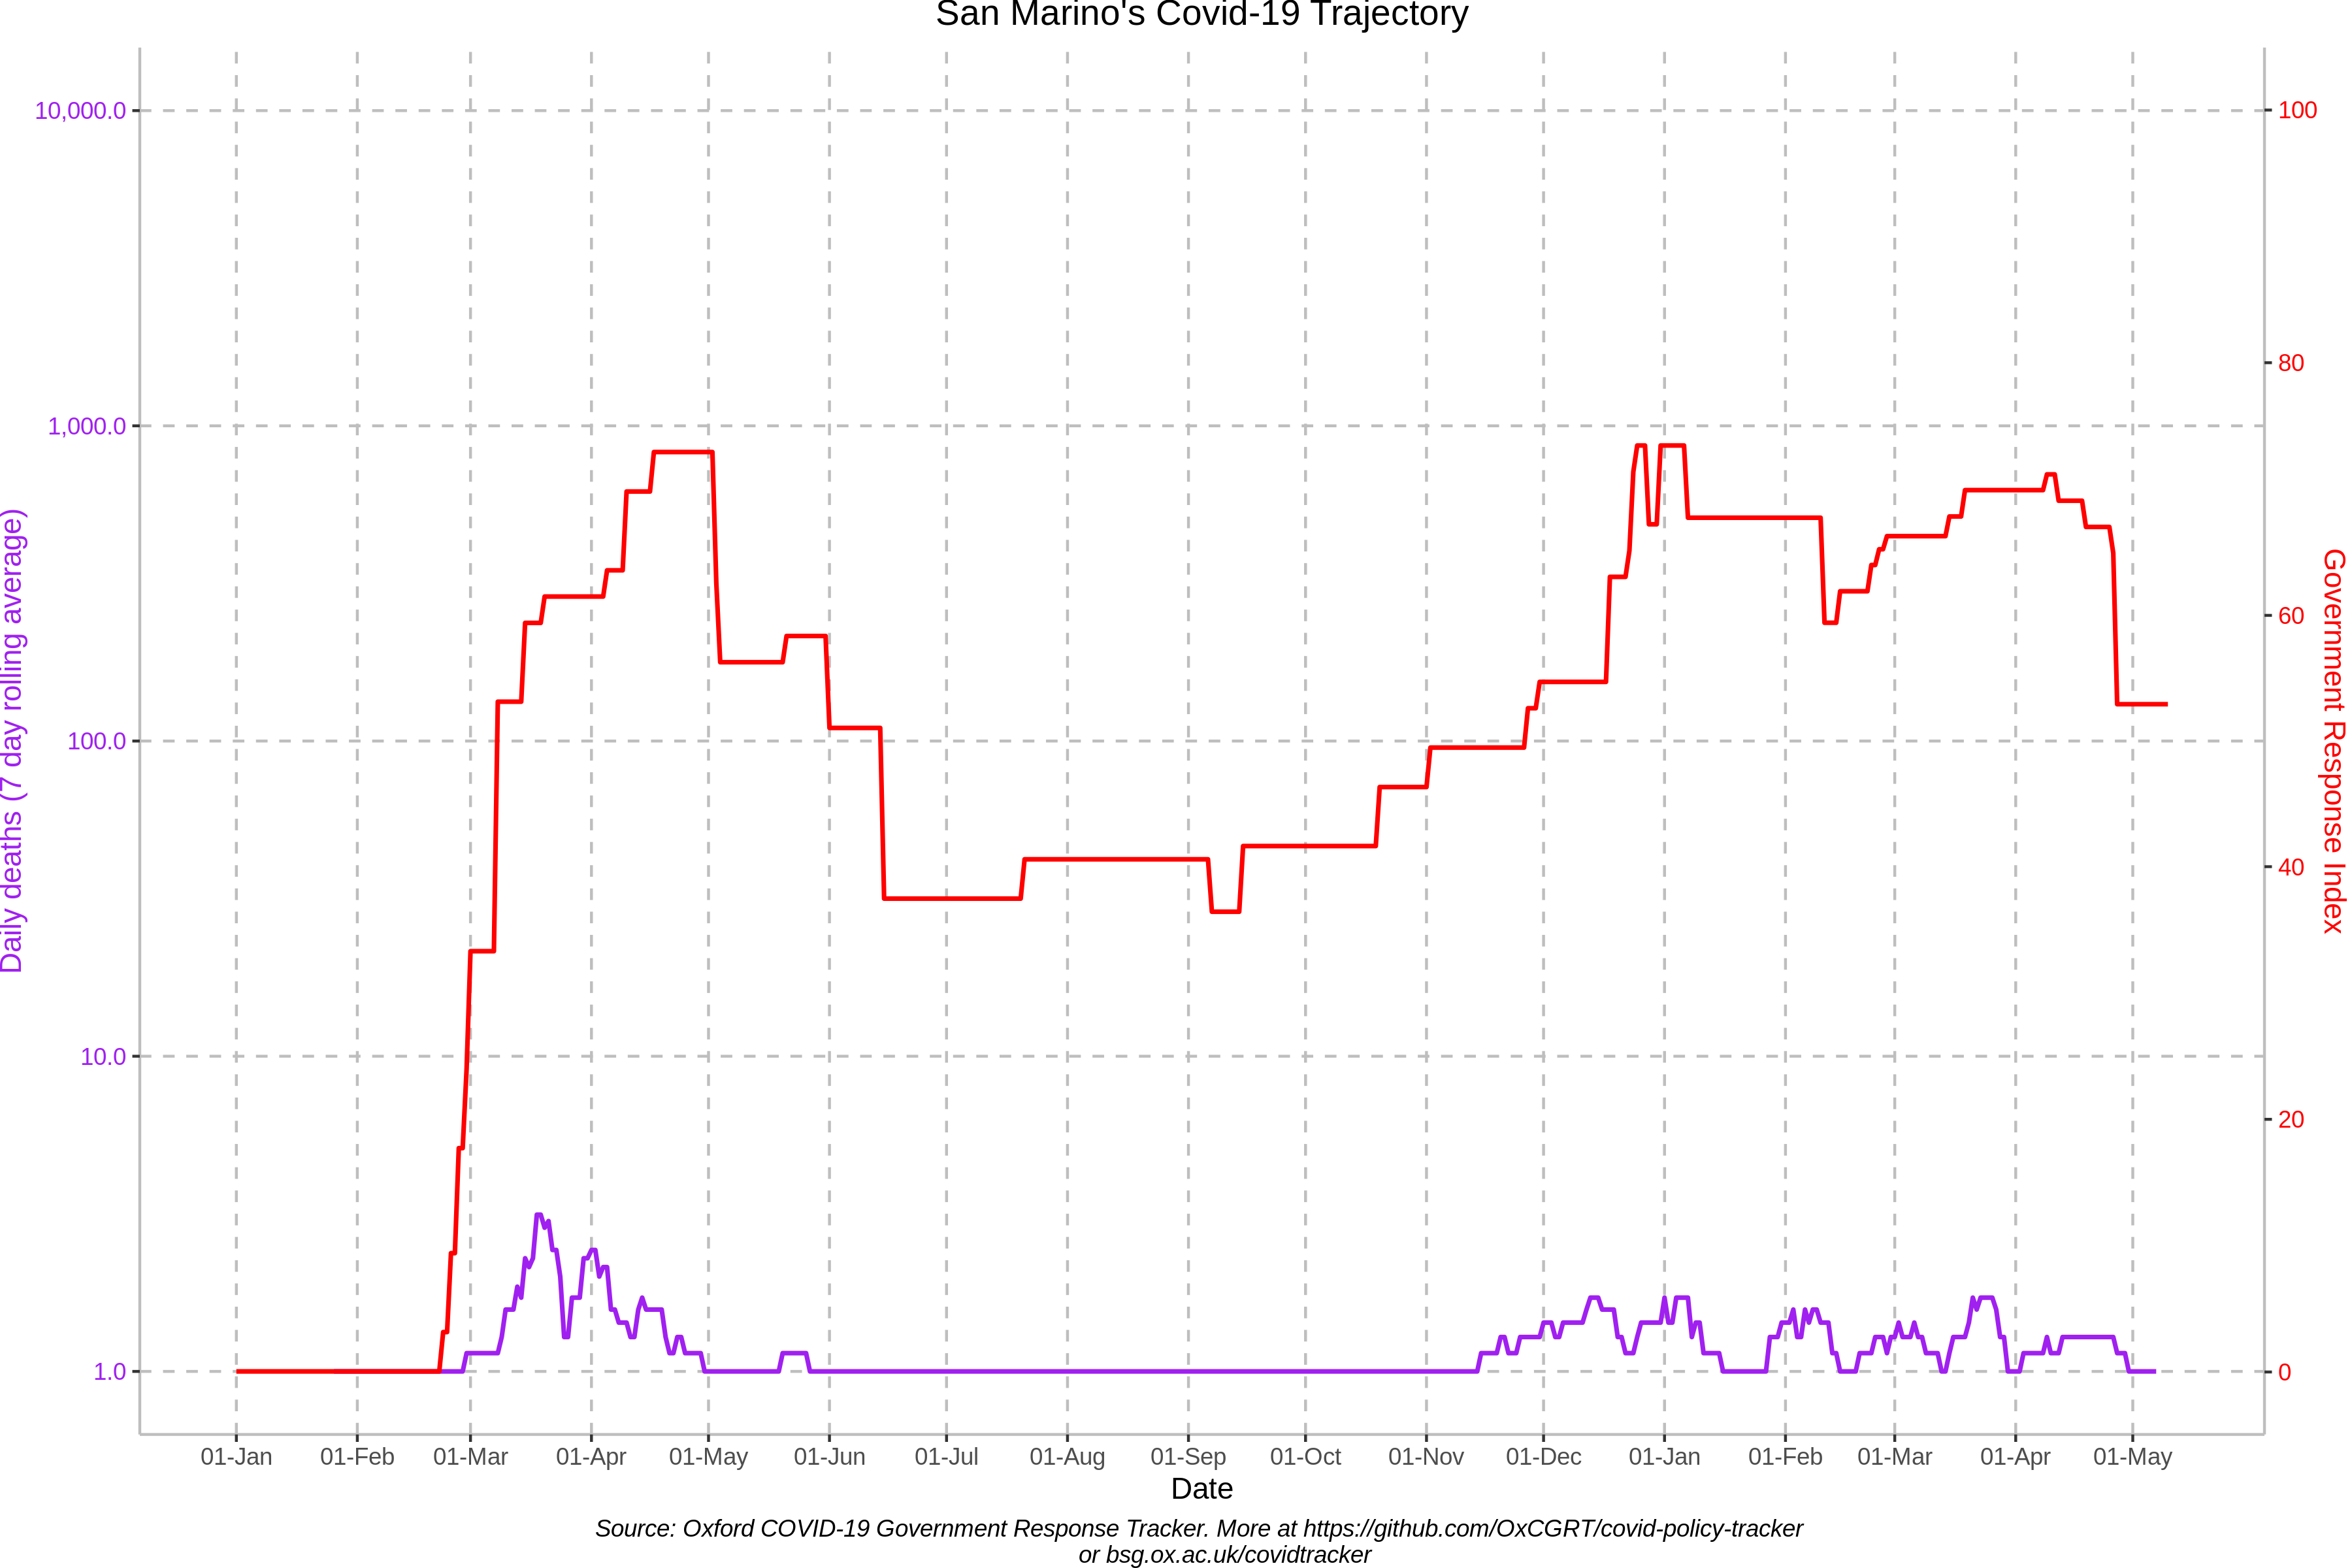 San Marino's Covid-19 Trajectory
10,000.0
1,000.0
100.0
10.0
1.0
Daily deaths (7 day rolling average)
100
80
60
40
20
0
Government Response Index
01-Jan 01-Feb 01-Mar 01-Apr 01-May 01-Jun 01-Jul 01-Aug 01-Sep 01-Oct 01-Nov 01-Dec 01-Jan 01-Feb 01-Mar 01-Apr 01-May
Date
Source: Oxford COVID-19 Government Response Tracker. More at https://github.com/OxCGRT/covid-policy-tracker
or bsg.ox.ac.uk/covidtracker